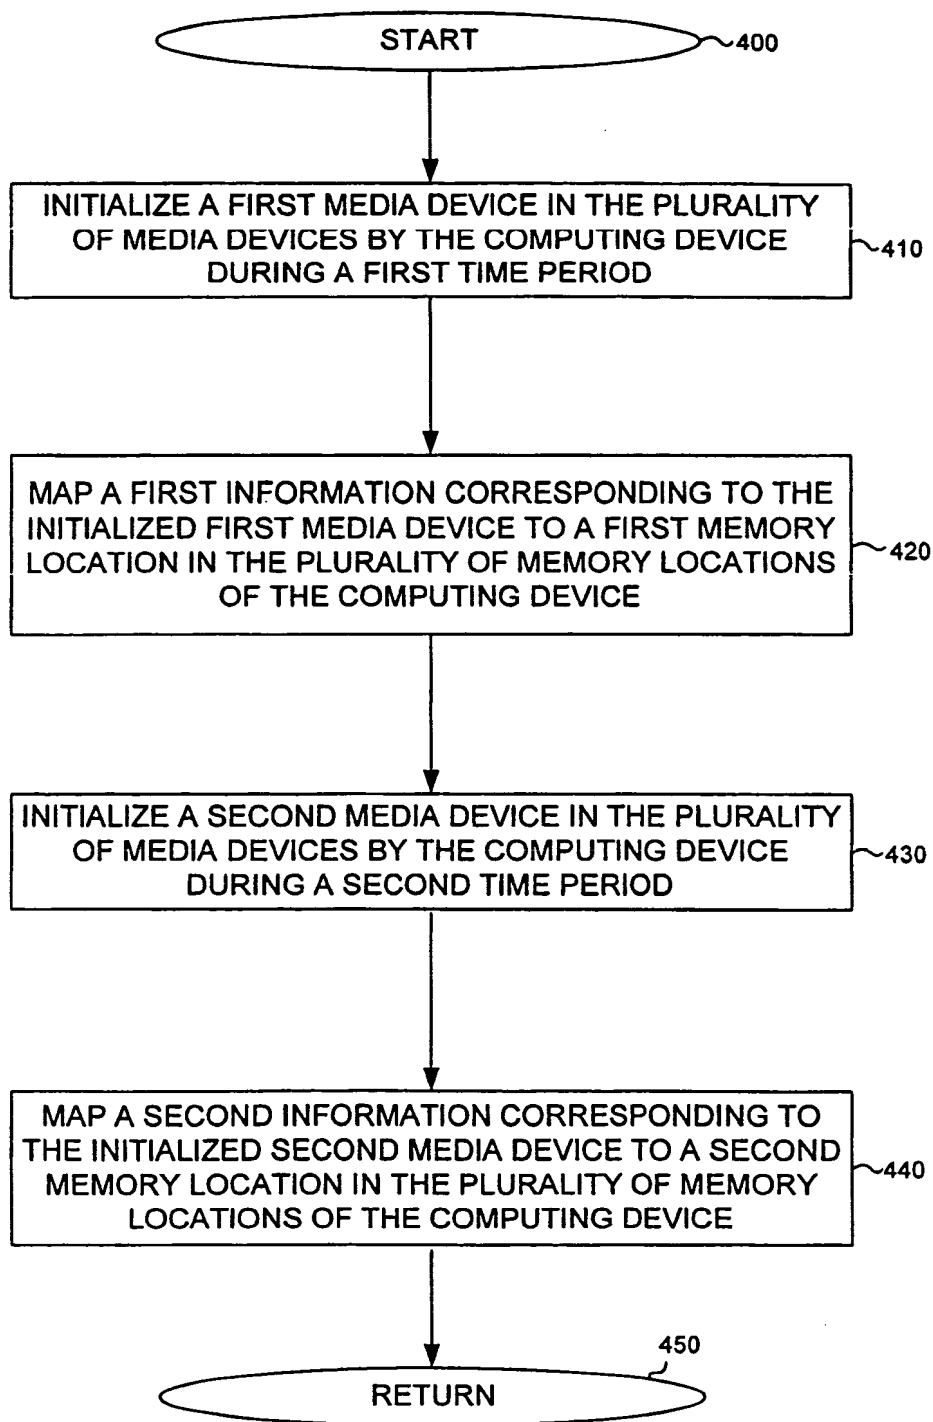 START
400
INITIALIZE A FIRST MEDIA DEVICE IN THE PLURALITY
OF MEDIA DEVICES BY THE COMPUTING DEVICE
DURING A FIRST TIME PERIOD
410
MAP A FIRST INFORMATION CORRESPONDING TO THE
INITIALIZED FIRST MEDIA DEVICE TO A FIRST MEMORY
LOCATION IN THE PLURALITY OF MEMORY LOCATIONS
OF THE COMPUTING DEVICE
420
INITIALIZE A SECOND MEDIA DEVICE IN THE PLURALITY
OF MEDIA DEVICES BY THE COMPUTING DEVICE
DURING A SECOND TIME PERIOD
430
MAP A SECOND INFORMATION CORRESPONDING TO
THE INITIALIZED SECOND MEDIA DEVICE TO A SECOND
MEMORY LOCATION IN THE PLURALITY OF MEMORY
LOCATIONS OF THE COMPUTING DEVICE
440
450
RETURN